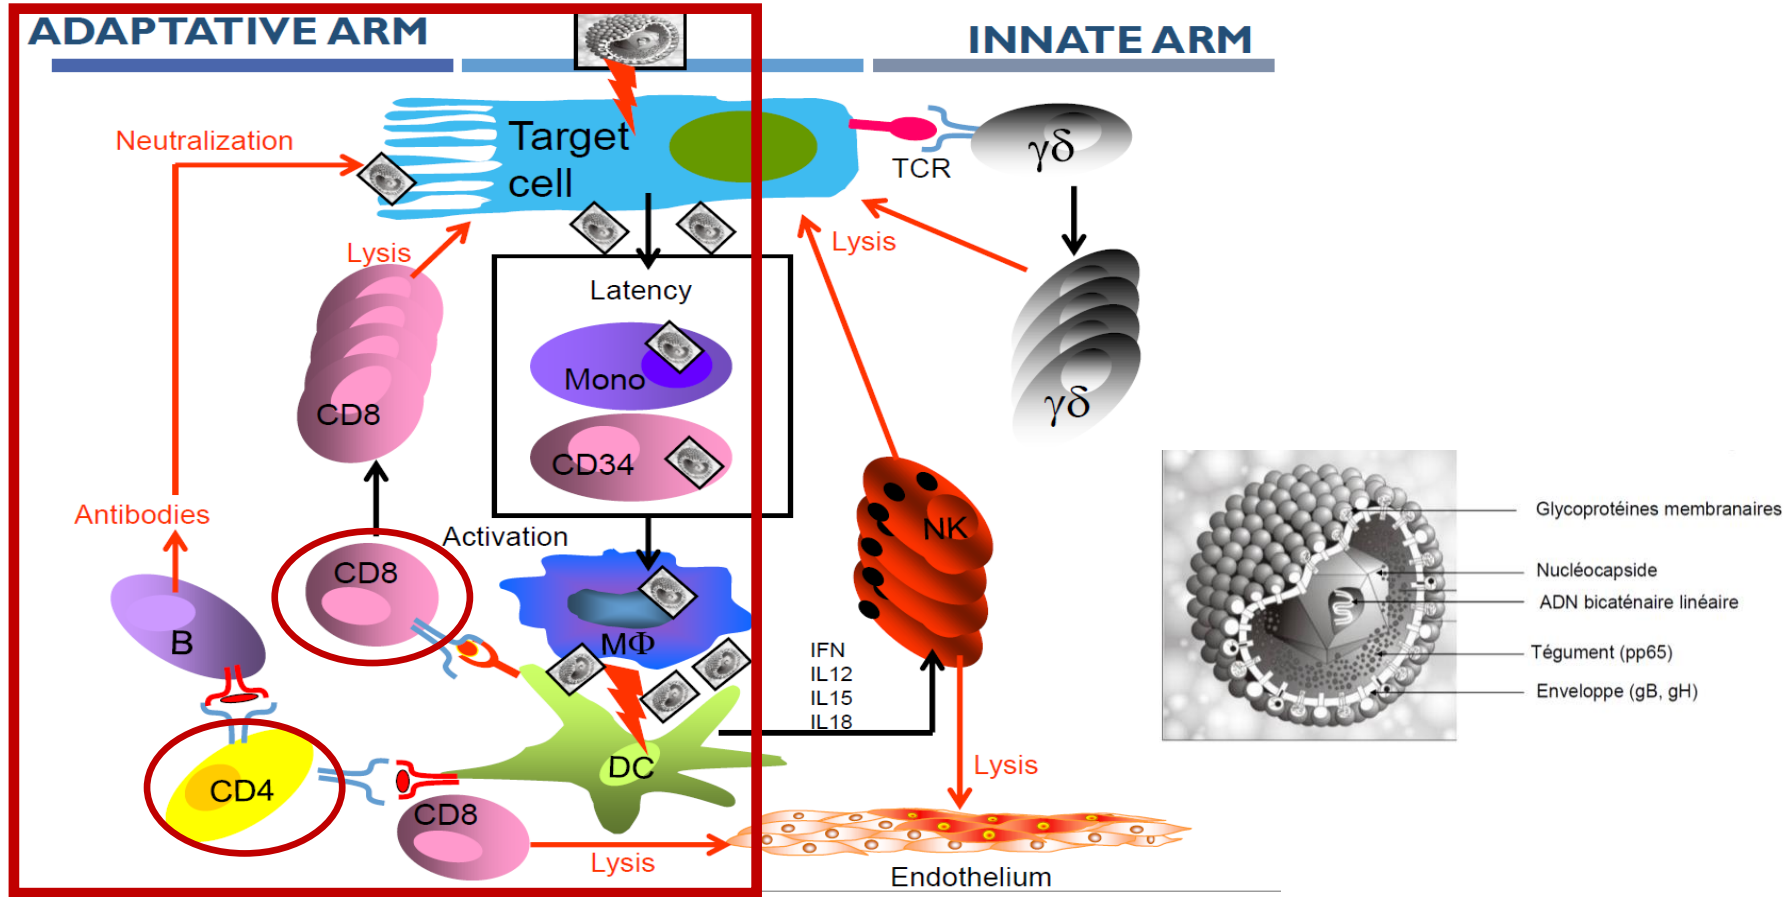 ADAPTATIVE ARM
INNATE ARM
Neutralization
Target
cell
TCR
γδ
Lysis
Lysis
Latency
Mono
CD8
CD34
γδ
Antibodies
Activation
NK
CD8
B
MΦ
IFN
IL12
IL15
IL18
DC
CD4
CD8
Lysis
Lysis
Endothelium
Glycoprotéines membranaires
Nucléocapside
ADN bicaténaire linéaire
Tégument (pp65)
Enveloppe (gB, gH)